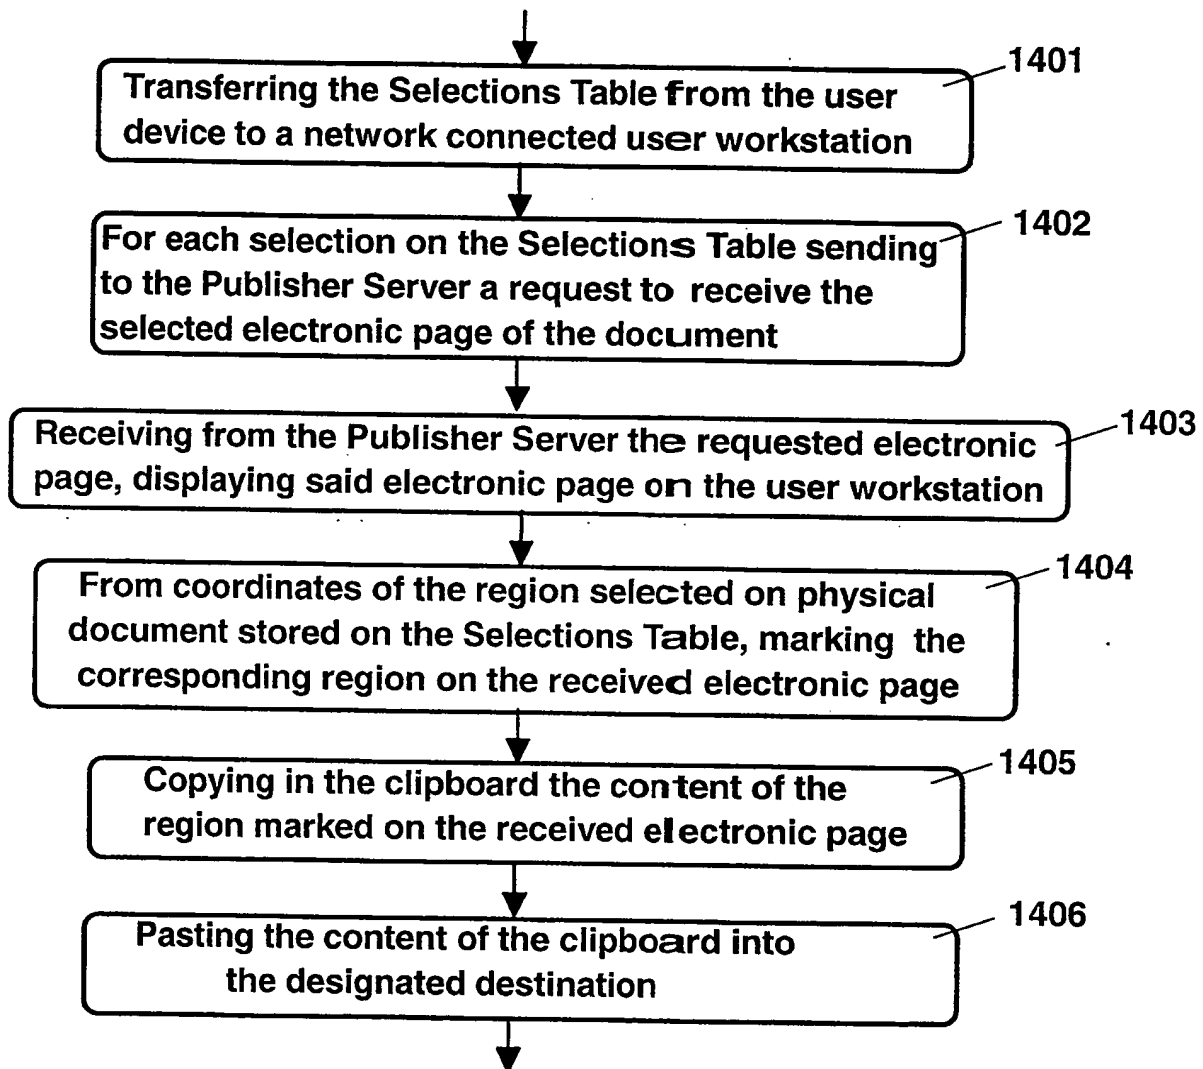 1401
Transferring the Selections Table from the user
device to a network connected user workstation
1402
For each selection on the Selections Table sending
to the Publisher Server a request to receive the
selected electronic page of the document
1403
Receiving from the Publisher Server the requested electronic
page, displaying said electronic page on the user workstation
1404
From coordinates of the region selected on physical
document stored on the Selections Table, marking the
corresponding region on the received electronic page
1405
Copying in the clipboard the content of the
region marked on the received electronic page
1406
Pasting the content of the clipboard into
the designated destination